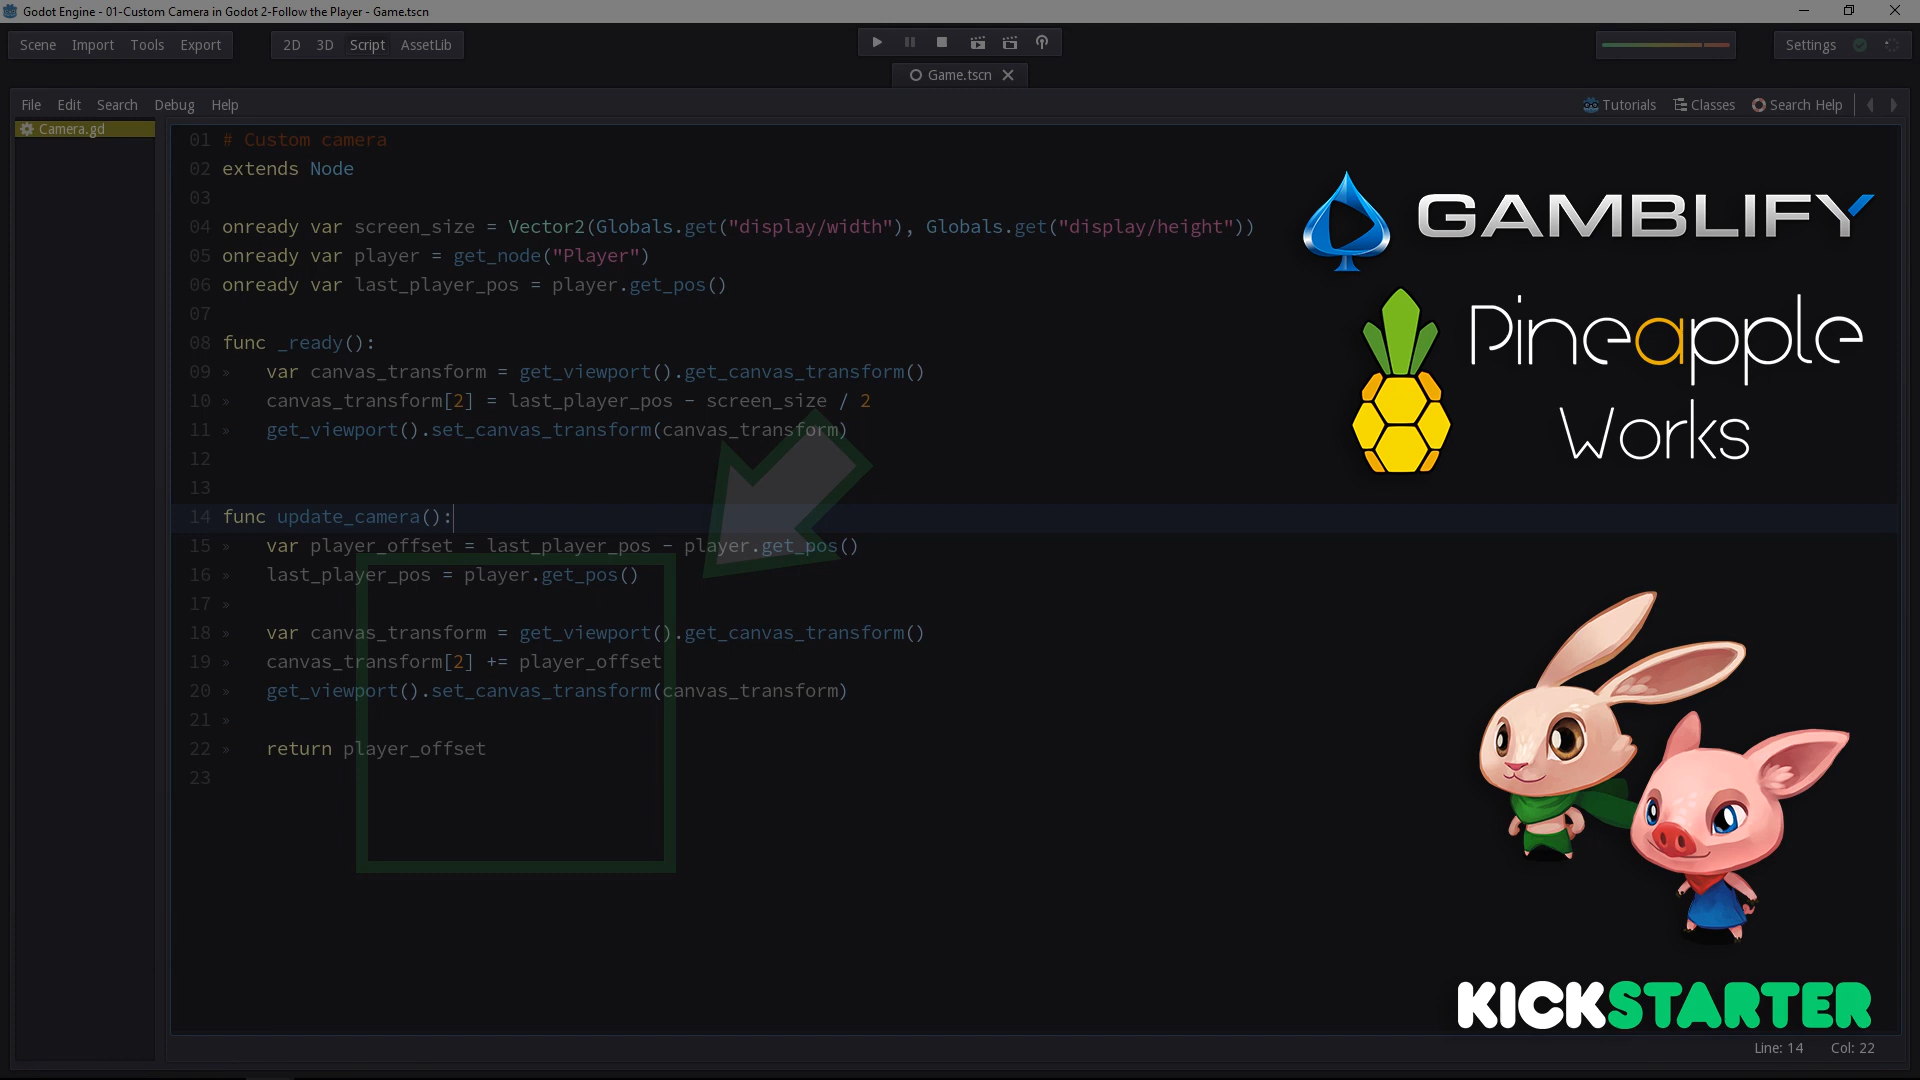 Godot Engine - 01-Custom Camera in Godot 2-Follow the Player - Game.tscn
Scene Import Tools Export 2D 3D Script AssetLib Settings
Game.tscn
File Edit Search Debug Help Tutorials Classes Search Help
Camera.gd
01 # Custom camera
02 extends Node
03
04 onready var screen_size = Vector2(Globals.get("display/width"), Globals.get("display/height"))
05 onready var player = get_node("Player")
06 onready var last_player_pos = player.get_pos()
07
08 func _ready():
09 » var canvas_transform = get_viewport().get_canvas_transform()
10 » canvas_transform[2] = last_player_pos - screen_size / 2
11 » get_viewport().set_canvas_transform(canvas_transform)
12
13
14 func update_camera():
15 » var player_offset = last_player_pos - player.get_pos()
16 » last_player_pos = player.get_pos()
17 »
18 » var canvas_transform = get_viewport().get_canvas_transform()
19 » canvas_transform[2] += player_offset
20 » get_viewport().set_canvas_transform(canvas_transform)
21 »
22 » return player_offset
23
GAMBLIFY
Pineapple
Works
KICKSTARTER
Line: 14 Col: 22